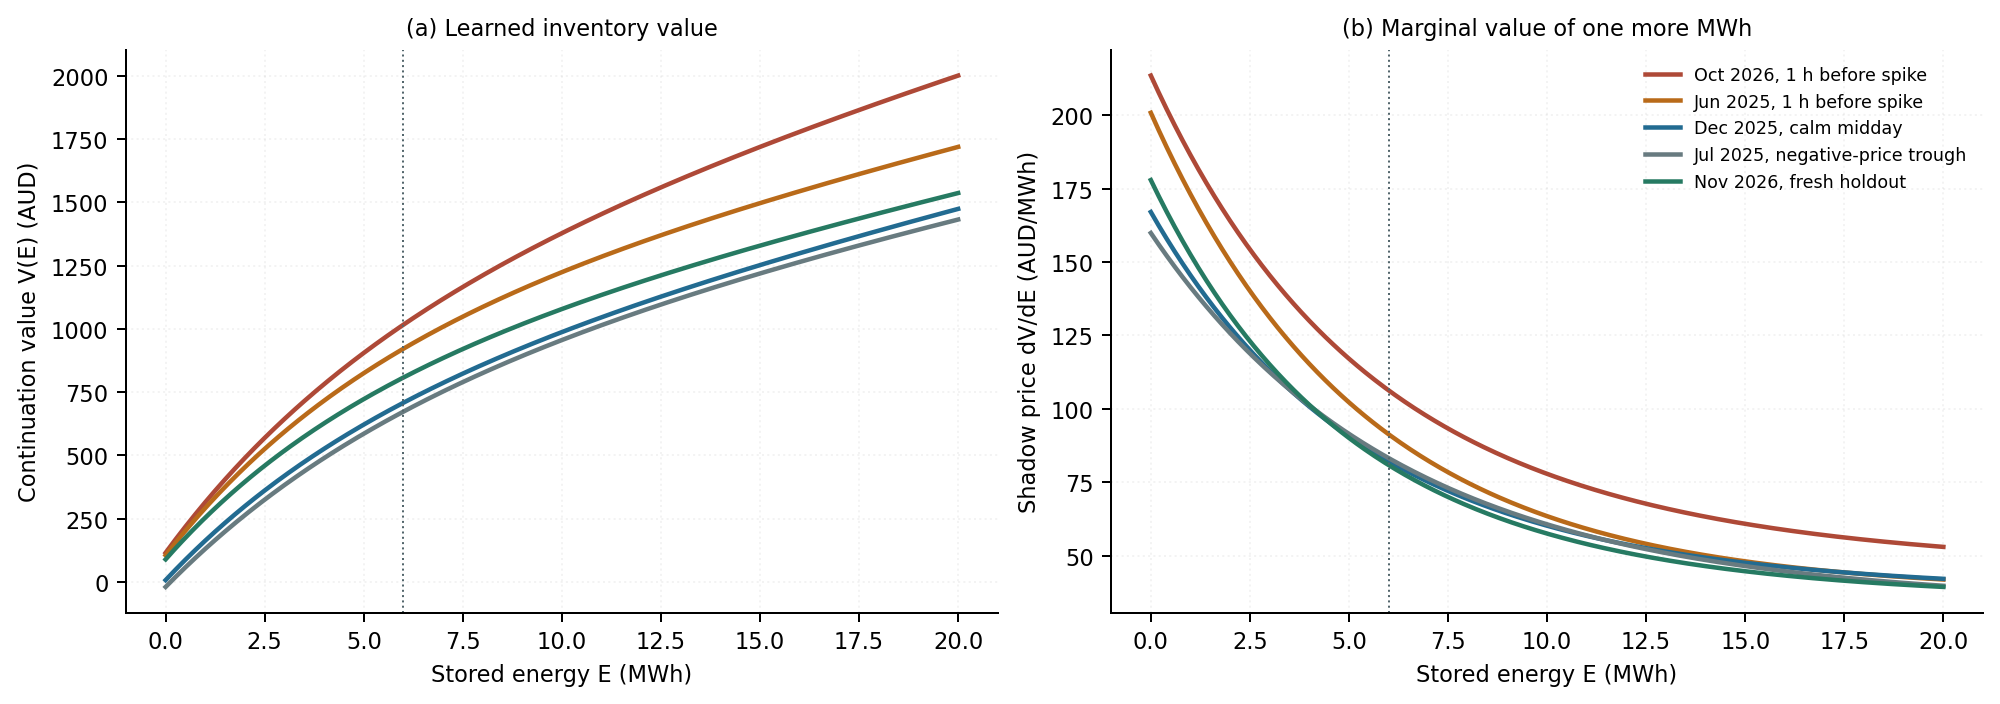 (a) Learned inventory value
Continuation value V(E) (AUD)
2000
1750
1500
1250
1000
750
500
250
0
0.0 2.5 5.0 7.5 10.0 12.5 15.0 17.5 20.0
Stored energy E (MWh)
(b) Marginal value of one more MWh
Shadow price dV/dE (AUD/MWh)
200
175
150
125
100
75
50
Oct 2026, 1 h before spike
Jun 2025, 1 h before spike
Dec 2025, calm midday
Jul 2025, negative-price trough
Nov 2026, fresh holdout
0.0 2.5 5.0 7.5 10.0 12.5 15.0 17.5 20.0
Stored energy E (MWh)